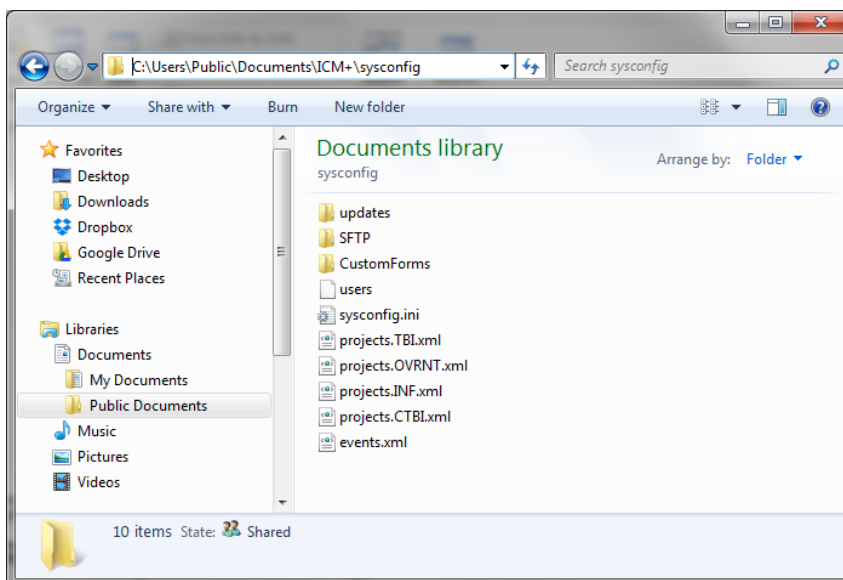 C:\Users\Public\Documents\ICM+\sysconfig
Search sysconfig
Organize Share with Burn New folder
Favorites
Desktop
Downloads
Dropbox
Google Drive
Recent Places
Libraries
Documents
My Documents
Public Documents
Music
Pictures
Videos
Documents library
sysconfig
Arrange by: Folder
updates
SFTP
CustomForms
users
sysconfig.ini
projects.TBI.xml
projects.OVRNT.xml
projects.INF.xml
projects.CTBI.xml
events.xml
10 items State: Shared